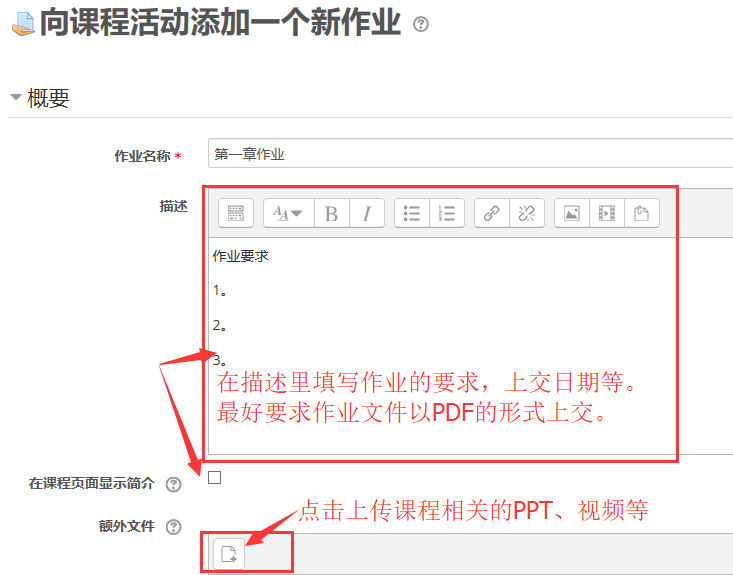 向课程活动添加一个新作业
概要
作业名称*
第一章作业
描述
作业要求
1。
2。
3。
在描述里填写作业的要求，上交日期等。
最好要求作业文件以PDF的形式上交。
在课程页面显示简介
点击上传课程相关的PPT、视频等
额外文件